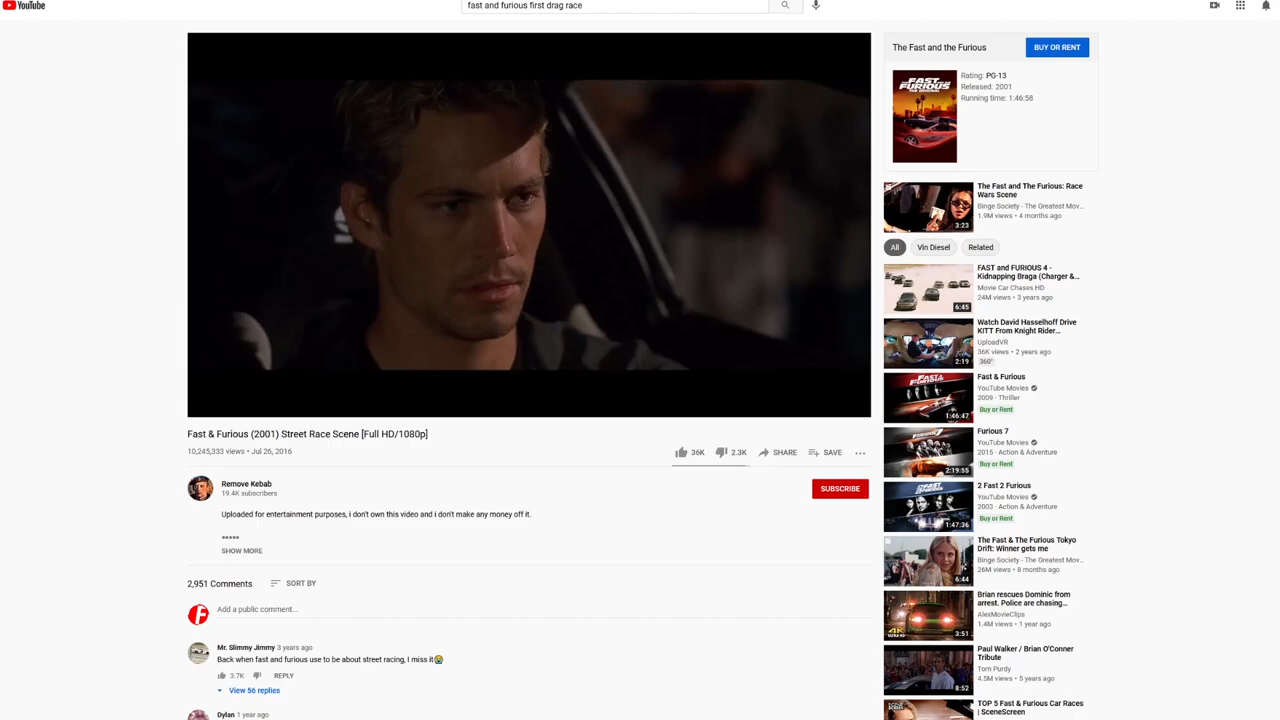 YouTube
fast and furious first drag race
The Fast and the Furious
BUY OR RENT
Rating: PG-13
Released: 2001
Running time: 1:46:58
FAST
FURIOUS
The Fast and The Furious: Race
Wars Scene
Binge Society - The Greatest Mov...
1.9M views • 4 months ago
3:23
All
Vin Diesel
Related
FAST and FURIOUS 4 -
Kidnapping Braga (Charger &...
Movie Car Chases HD
24M views • 3 years ago
6:45
Watch David Hasselhoff Drive
KITT From Knight Rider...
UploadVR
36K views • 2 years ago
360°
2:19
Fast & Furious
YouTube Movies
2009 · Thriller
Buy or Rent
1:46:47
Furious 7
YouTube Movies
2015 · Action & Adventure
Buy or Rent
2:19:55
2 Fast 2 Furious
YouTube Movies
2003 · Action & Adventure
Buy or Rent
1:47:36
The Fast & The Furious Tokyo
Drift: Winner gets me
Binge Society - The Greatest Mov...
26M views • 8 months ago
6:44
Brian rescues Dominic from
arrest. Police are chasing...
AlexMovieClips
1.4M views • 1 year ago
4K
3:51
Paul Walker / Brian O'Conner
Tribute
Tom Purdy
4.5M views • 5 years ago
8:52
TOP 5 Fast & Furious Car Races
| SceneScreen
Fast & Furious (2001) Street Race Scene [Full HD/1080p]
10,245,333 views • Jul 26, 2016
36K
2.3K
SHARE
SAVE
Remove Kebab
19.4K subscribers
SUBSCRIBE
Uploaded for entertainment purposes, i don't own this video and i don't make any money off it.
»»»»»
SHOW MORE
2,951 Comments
SORT BY
Add a public comment...
Mr. Slimmy Jimmy 3 years ago
Back when fast and furious use to be about street racing, I miss it😭
3.7K
REPLY
View 56 replies
Dylan 1 year ago